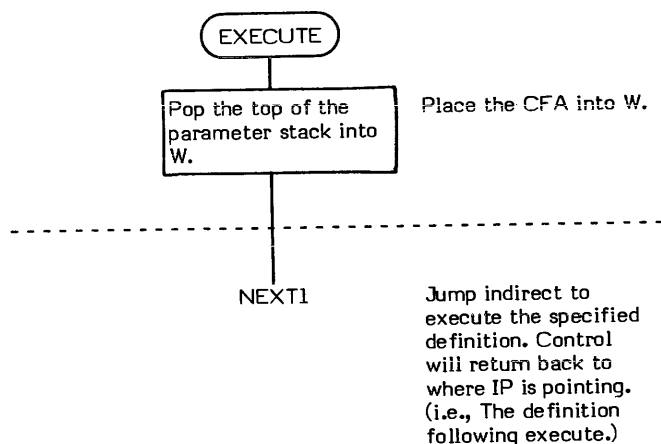 EXECUTE
Pop the top of the
parameter stack into
W.
Place the CFA into W.
NEXT1
Jump indirect to
execute the specified
definition. Control
will return back to
where IP is pointing.
(i.e., The definition
following execute.)